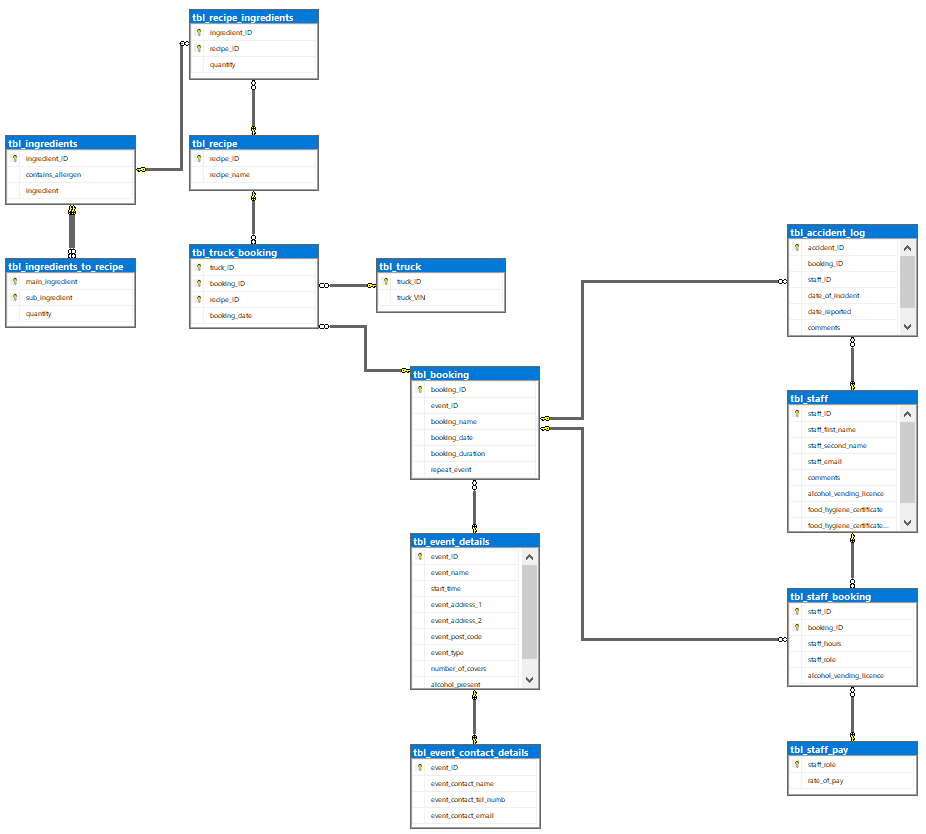 tbl_recipe_ingredients
ingredient_ID
recipe_ID
quantity
tbl_ingredients
ingredient_ID
contains_allergen
ingredient
tbl_recipe
recipe_ID
recipe_name
tbl_ingredients_to_recipe
main_ingredient
sub_ingredient
quantity
tbl_truck_booking
truck_ID
booking_ID
recipe_ID
booking_date
tbl_truck
truck_ID
truck_VIN
tbl_booking
booking_ID
event_ID
booking_name
booking_date
booking_duration
repeat_event
tbl_event_details
event_ID
event_name
start_time
event_address_1
event_address_2
event_post_code
event_type
number_of_covers
alcohol_present
tbl_event_contact_details
event_ID
event_contact_name
event_contact_tel_numb
event_contact_email
tbl_accident_log
accident_ID
booking_ID
staff_ID
date_of_incident
date_reported
comments
tbl_staff
staff_ID
staff_first_name
staff_second_name
staff_email
comments
alcohol_vending_licence
food_hygiene_certificate
food_hygiene_certificate...
tbl_staff_booking
staff_ID
booking_ID
staff_hours
staff_role
alcohol_vending_licence
tbl_staff_pay
staff_role
rate_of_pay